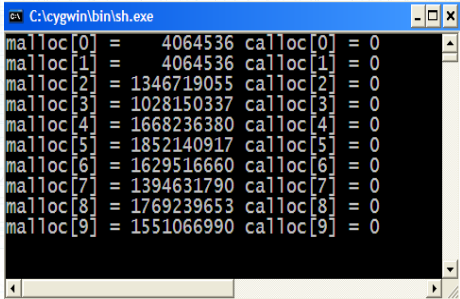 C:\cygwin\bin\sh.exe
malloc[0] =    4064536 calloc[0] = 0
malloc[1] =    4064536 calloc[1] = 0
malloc[2] = 1346719055 calloc[2] = 0
malloc[3] = 1028150337 calloc[3] = 0
malloc[4] = 1668236380 calloc[4] = 0
malloc[5] = 1852140917 calloc[5] = 0
malloc[6] = 1629516660 calloc[6] = 0
malloc[7] = 1394631790 calloc[7] = 0
malloc[8] = 1769239653 calloc[8] = 0
malloc[9] = 1551066990 calloc[9] = 0